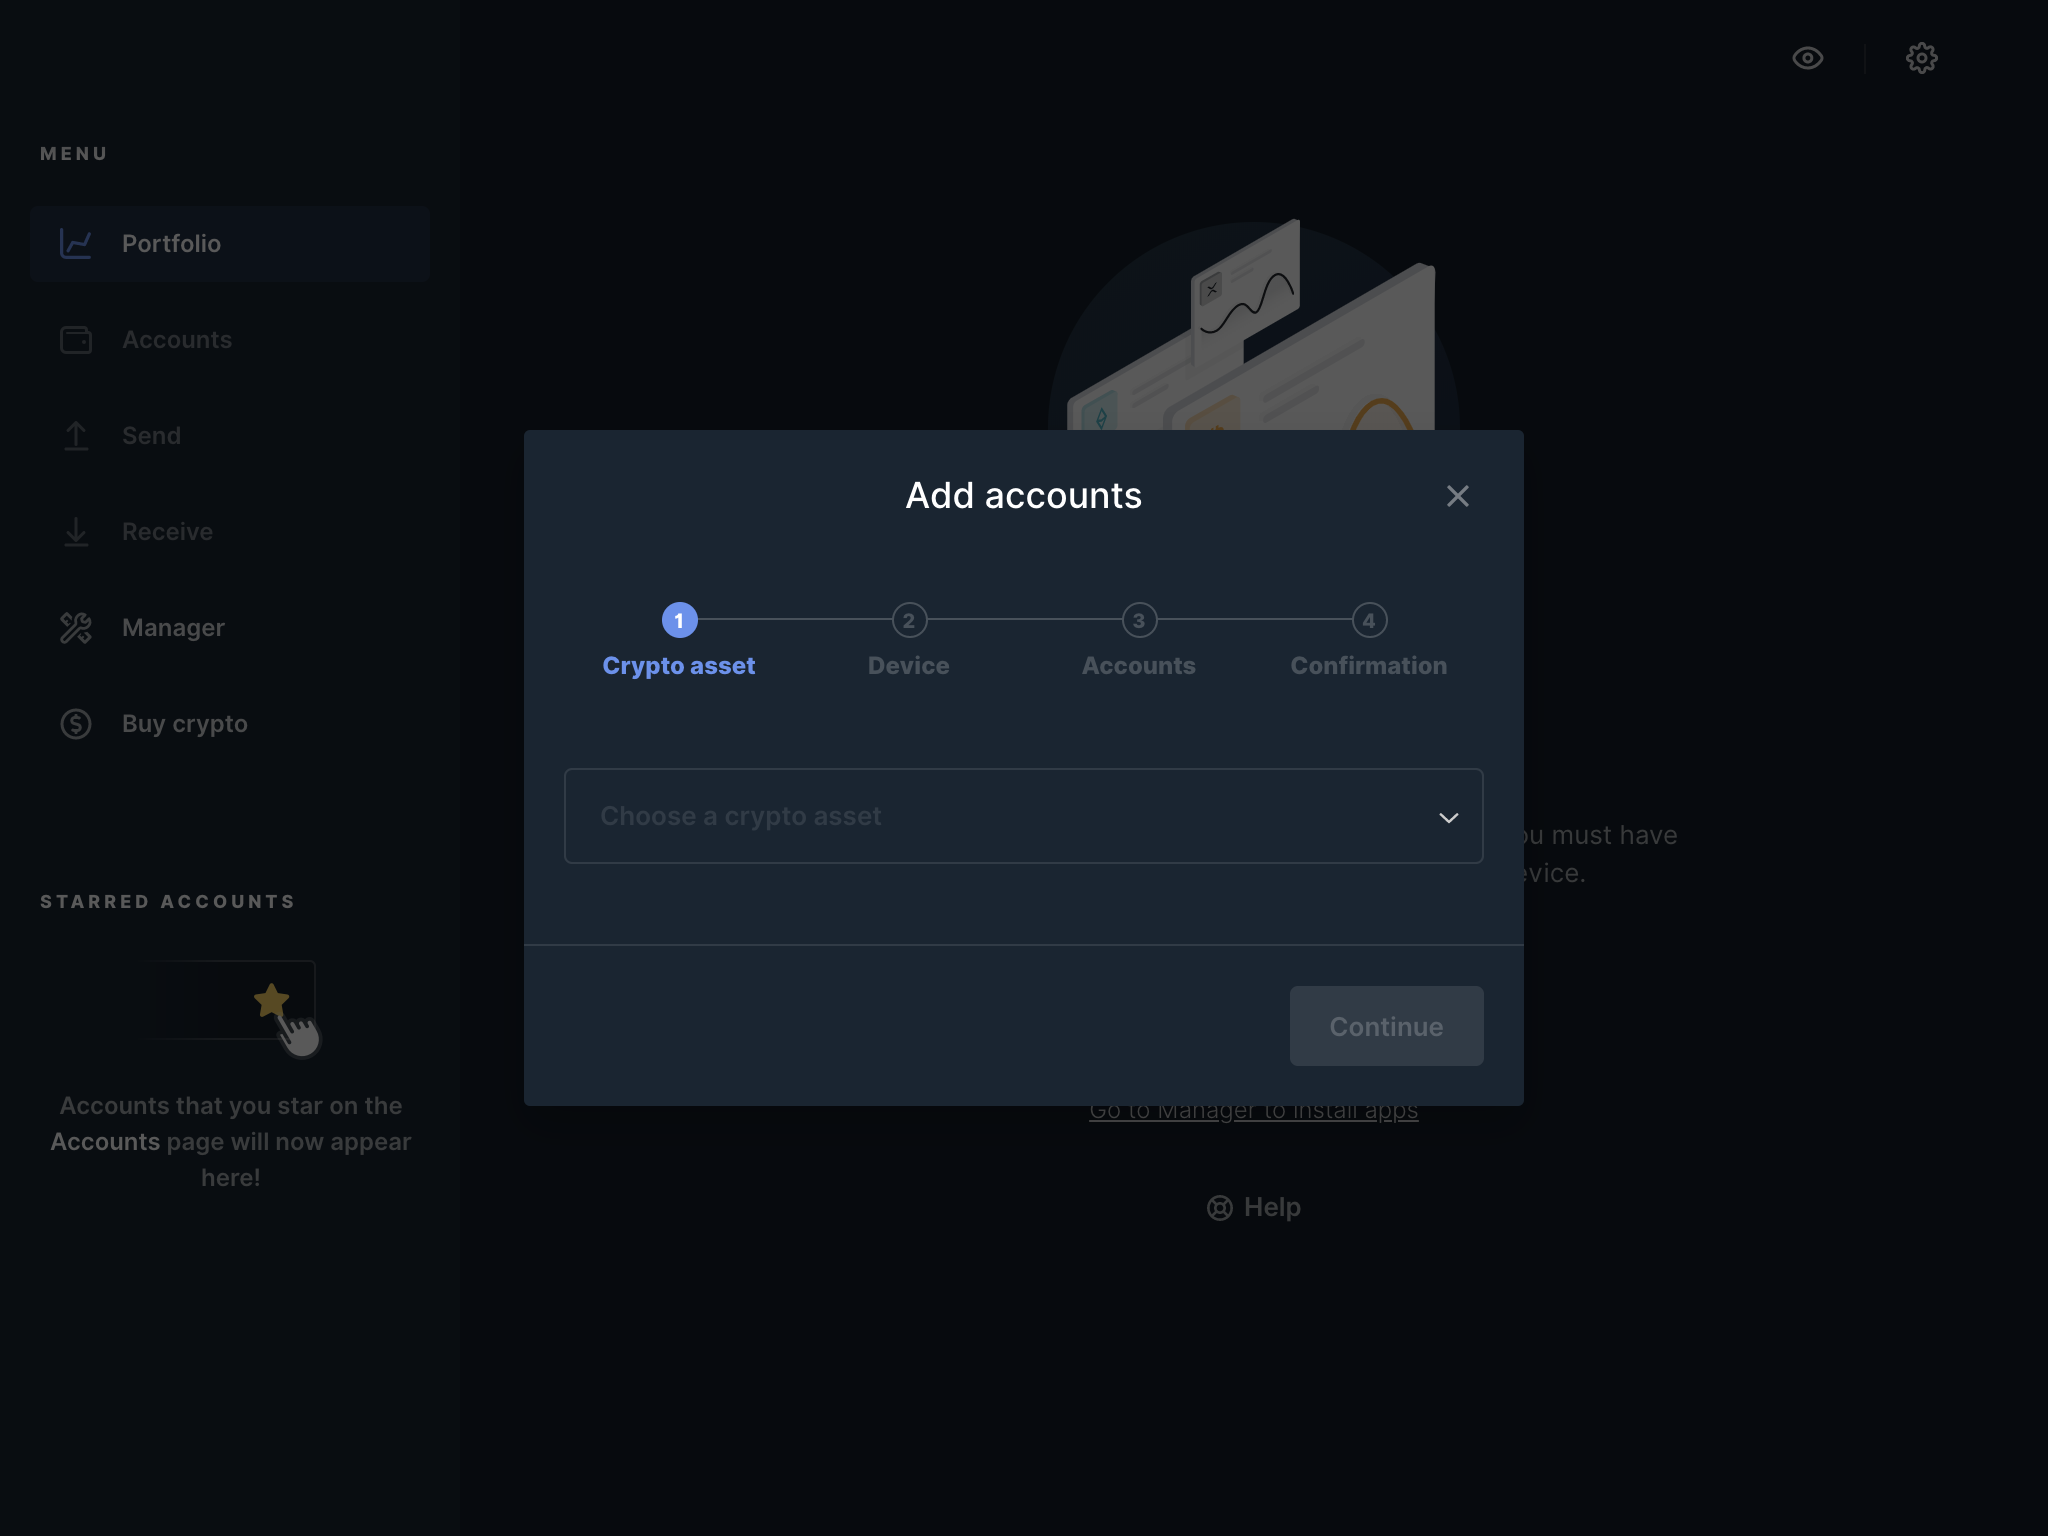 MENU
Portfolio
Accounts
Send
Receive
Manager
Buy crypto
STARRED ACCOUNTS
Accounts that you star on the
Accounts page will now appear
here!
Add accounts
1
2
3
4
Crypto asset
Device
Accounts
Confirmation
Choose a crypto asset
must have
Continue
Go to Manager to install apps
Help